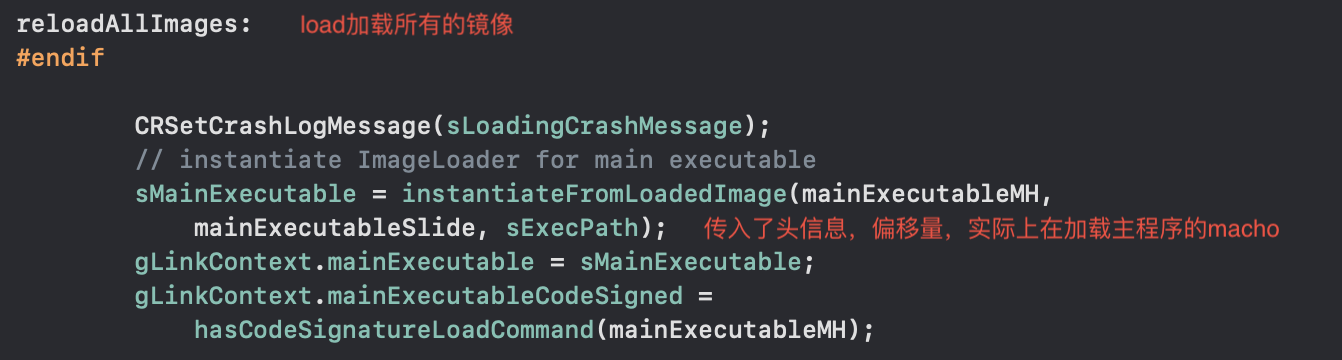 reloadAllImages: load加载所有的镜像
#endif
CRSetCrashLogMessage(sLoadingCrashMessage);
// instantiate ImageLoader for main executable
sMainExecutable = instantiateFromLoadedImage(mainExecutableMH,
mainExecutableSlide, sExecPath); 传入了头信息，偏移量，实际上在加载主程序的macho
gLinkContext.mainExecutable = sMainExecutable;
gLinkContext.mainExecutableCodeSigned =
hasCodeSignatureLoadCommand(mainExecutableMH);